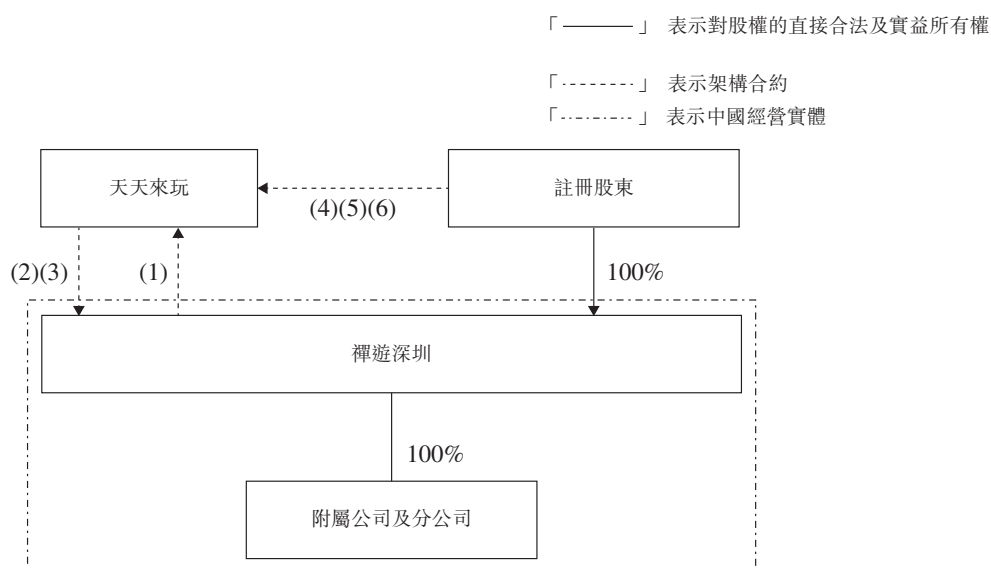 「———」 表示對股權的直接合法及實益所有權
「--------」 表示架構合約
「-·-·-·-·-」 表示中國經營實體
天天來玩
註冊股東
(4)(5)(6)
(2)(3)
(1)
100%
禪遊深圳
100%
附屬公司及分公司